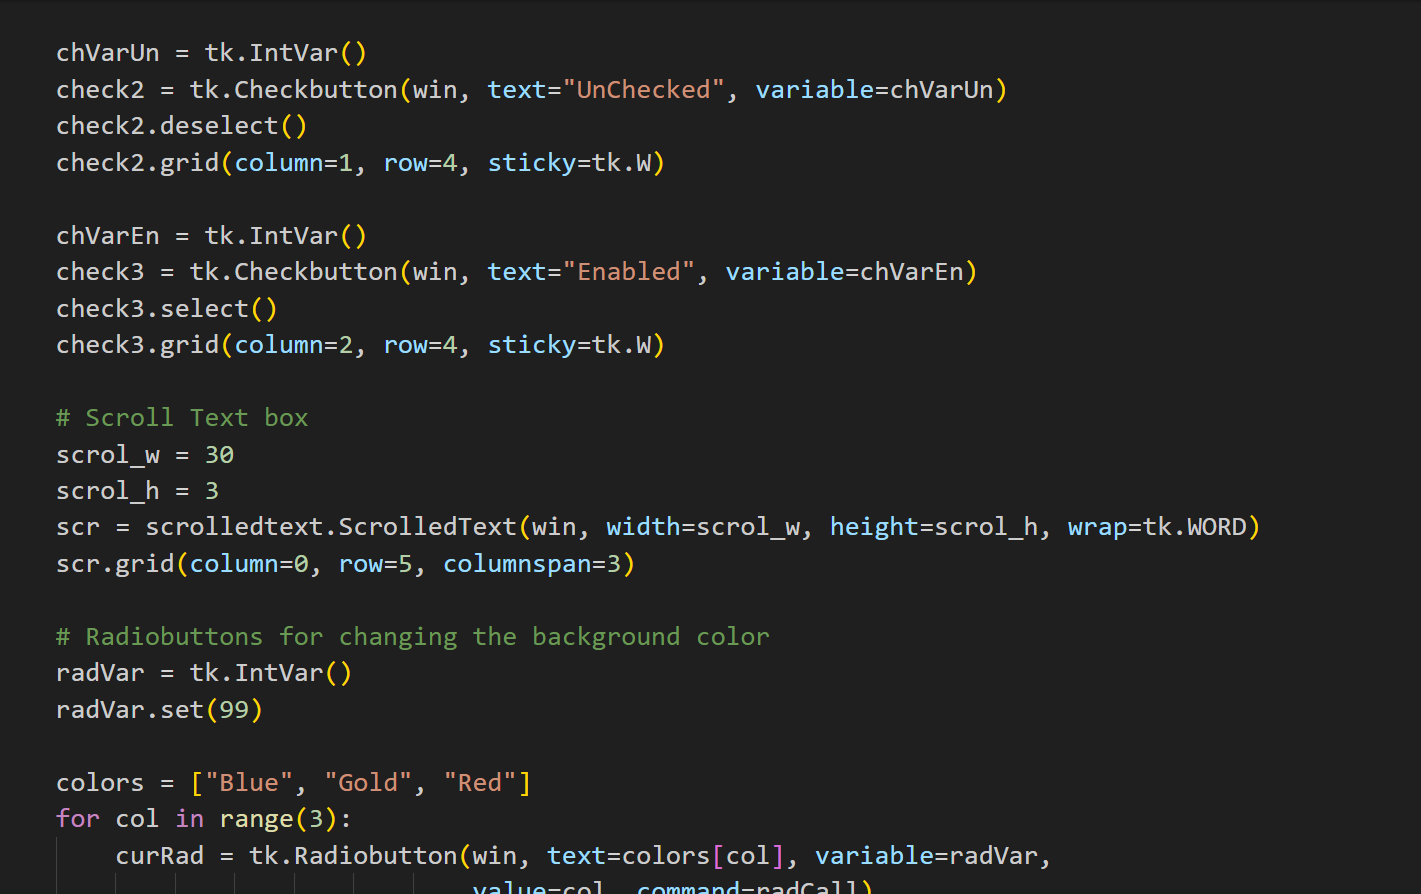 chVarUn = tk.IntVar()
check2 = tk.Checkbutton(win, text="UnChecked", variable=chVarUn)
check2.deselect()
check2.grid(column=1, row=4, sticky=tk.W)

chVarEn = tk.IntVar()
check3 = tk.Checkbutton(win, text="Enabled", variable=chVarEn)
check3.select()
check3.grid(column=2, row=4, sticky=tk.W)

# Scroll Text box
scrol_w = 30
scrol_h = 3
scr = scrolledtext.ScrolledText(win, width=scrol_w, height=scrol_h, wrap=tk.WORD)
scr.grid(column=0, row=5, columnspan=3)

# Radiobuttons for changing the background color
radVar = tk.IntVar()
radVar.set(99)

colors = ["Blue", "Gold", "Red"]
for col in range(3):
    curRad = tk.Radiobutton(win, text=colors[col], variable=radVar,
                            value=col, command=radCall)